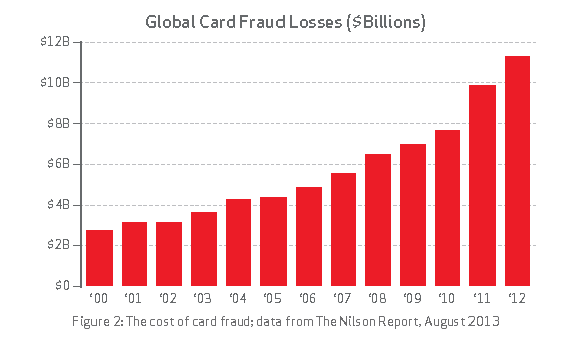 Global Card Fraud Losses ($Billions)
$12B
$10B
$8B
$6B
$4B
$2B
$0
‘00 ‘01 ‘02 ‘03 ‘04 ‘05 ‘06 ‘07 ‘08 ‘09 ‘10 ‘11 ‘12
Figure 2: The cost of card fraud; data from The Nilson Report, August 2013